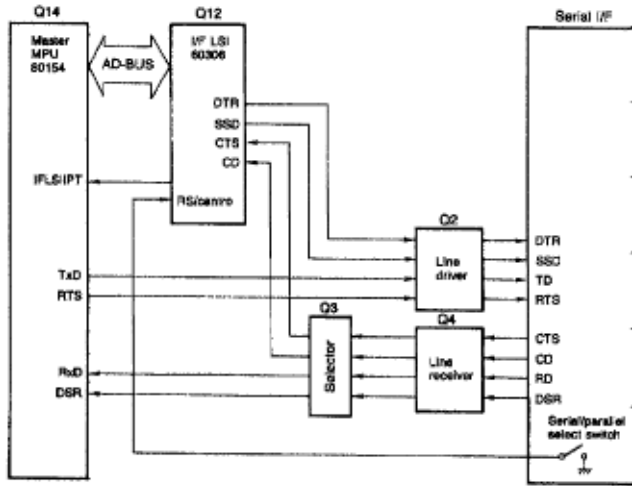 Q14
Q12
Serial I/F
Master
MPU
80154
AD-BUS
I/F LSI
60306
DTR
SSD
CTS
CD
IFLSIIPT
RS/centro
Q2
Line
driver
DTR
SSD
TD
RTS
TxD
RTS
Q3
Selector
Q4
Line
receiver
CTS
CD
RD
DSR
RxD
DSR
Serial/parallel
select switch